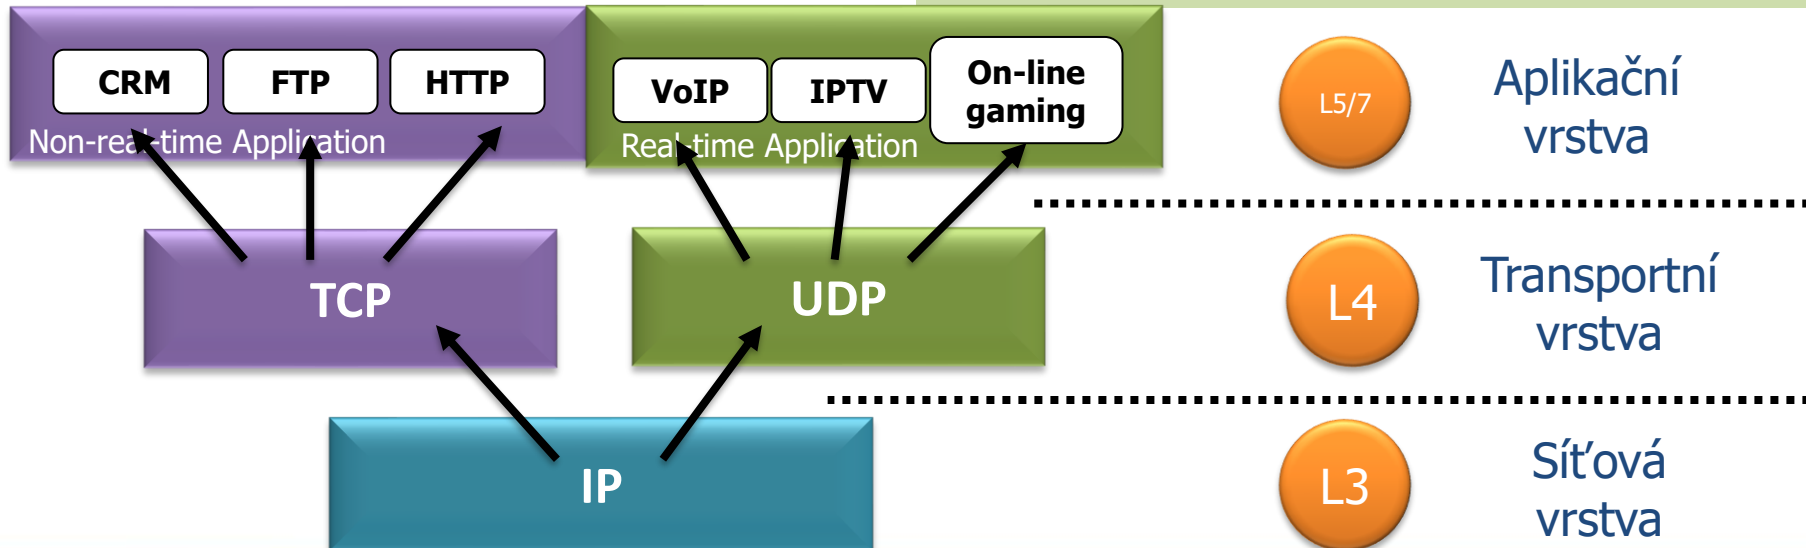 CRM
FTP
HTTP
Non-real-time Application
VoIP
IPTV
On-line
gaming
Real-time Application
L5/7
Aplikační
vrstva
TCP
UDP
L4
Transportní
vrstva
IP
L3
Síťová
vrstva